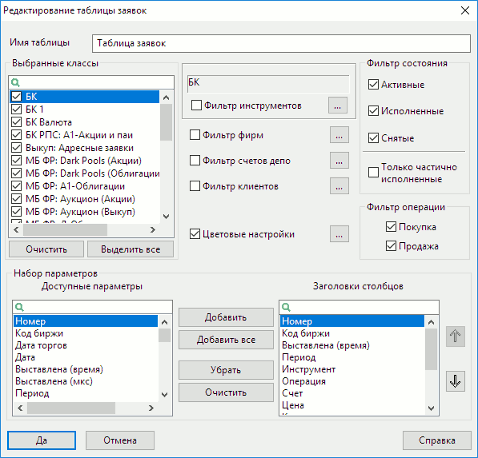 Редактирование таблицы заявок
Имя таблицы
Таблица заявок
Выбранные классы
БК
БК 1
БК Валюта
БК РПС: А1-Акции и паи
Выкуп: Адресные заявки
МБ ФР: Dark Pools (Акции)
МБ ФР: Dark Pools (Облигации
МБ ФР: А1-Облигации
МБ ФР: Аукцион (Акции)
МБ ФР: Аукцион (Выкуп)
Очистить
Выделить все
БК
Фильтр инструментов
...
Фильтр фирм
...
Фильтр счетов депо
...
Фильтр клиентов
...
Цветовые настройки
...
Фильтр состояния
Активные
Исполненные
Снятые
Только частично
исполненные
Фильтр операции
Покупка
Продажа
Набор параметров
Доступные параметры
Номер
Код биржи
Дата торгов
Дата
Выставлена (время)
Выставлена (мкс)
Период
Добавить
Добавить все
Убрать
Очистить
Заголовки столбцов
Номер
Код биржи
Выставлена (время)
Период
Инструмент
Операция
Счет
Цена
Да
Отмена
Справка